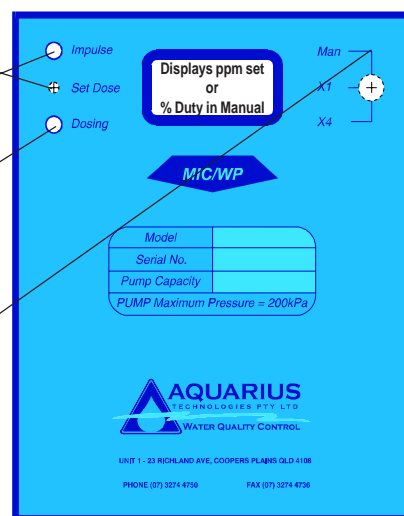 Impulse
Set Dose
Dosing
Displays ppm set
or
% Duty in Manual
Man
X1
X4
MIC/WP
Model
Serial No.
Pump Capacity
PUMP Maximum Pressure = 200kPa
AQUARIUS
TECHNOLOGIES PTY LTD
WATER QUALITY CONTROL
UNIT 1 - 23 RICHLAND AVE, COOPERS PLAINS QLD 4108
PHONE (07) 3274 4750 FAX (07) 3274 4736